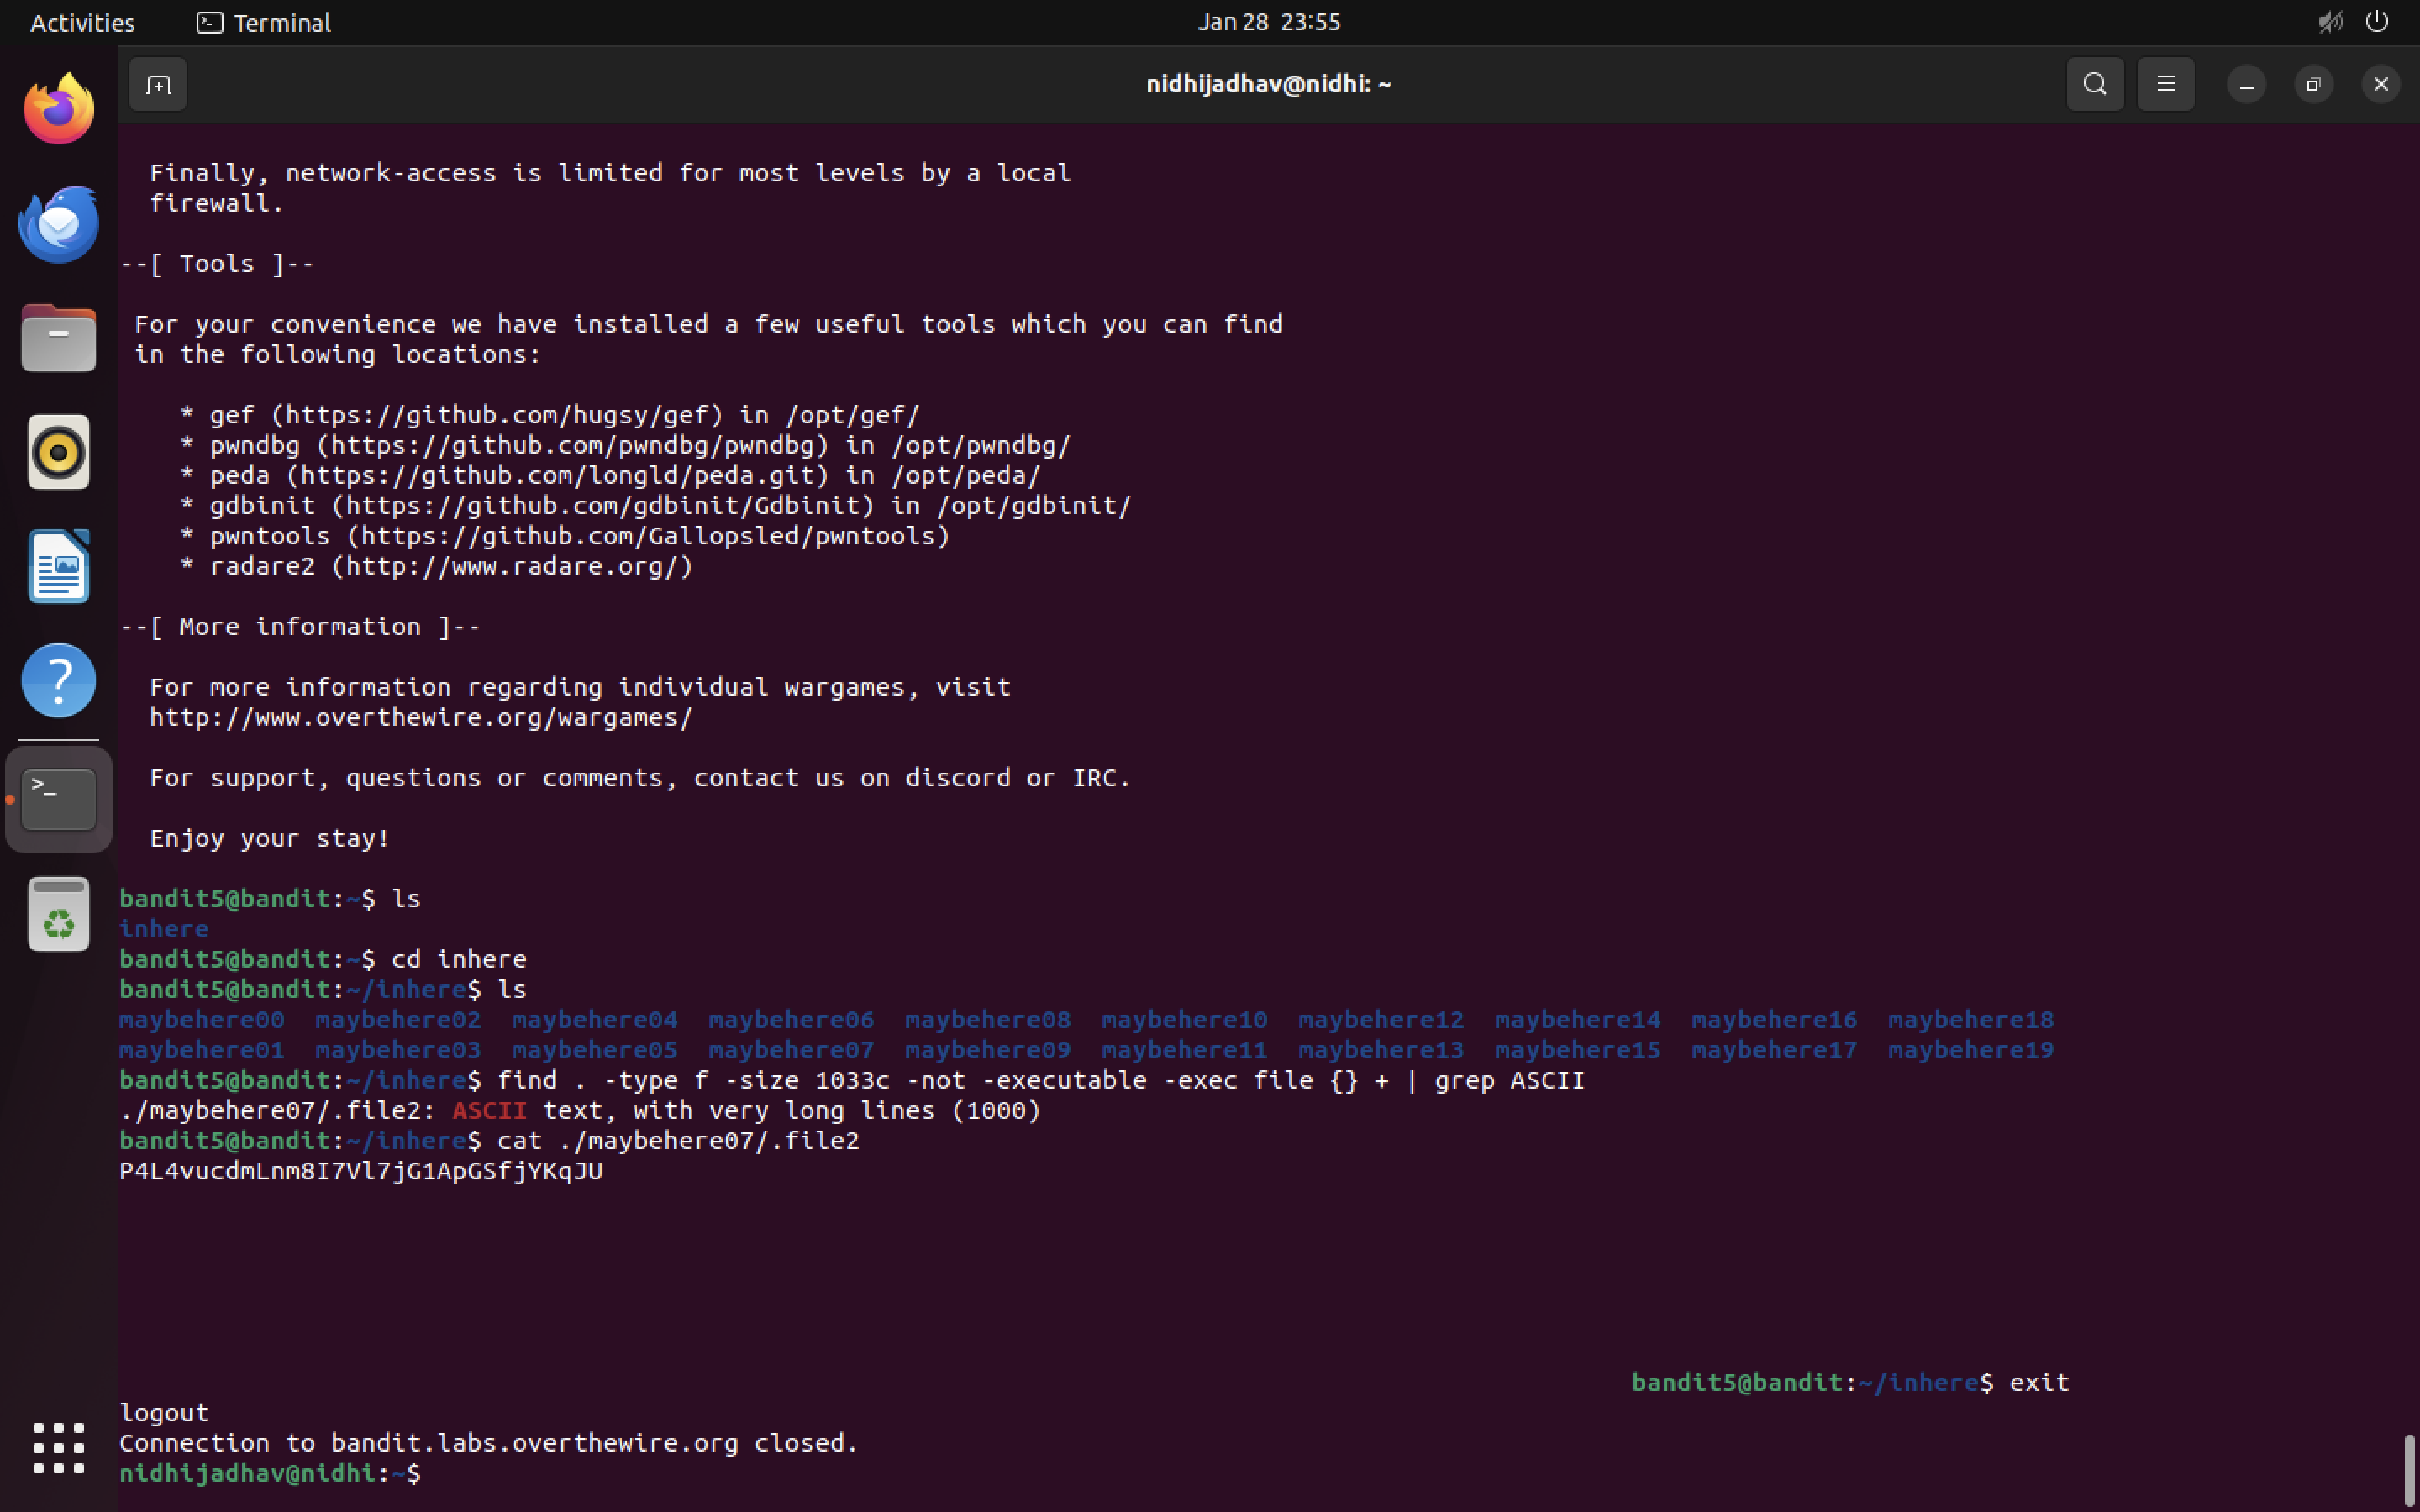 Activities Terminal Jan 28 23:55
nidhijadhav@nidhi: ~
Finally, network-access is limited for most levels by a local
firewall.
--[ Tools ]--
For your convenience we have installed a few useful tools which you can find
in the following locations:
* gef (https://github.com/hugsy/gef) in /opt/gef/
* pwndbg (https://github.com/pwndbg/pwndbg) in /opt/pwndbg/
* peda (https://github.com/longld/peda.git) in /opt/peda/
* gdbinit (https://github.com/gdbinit/Gdbinit) in /opt/gdbinit/
* pwntools (https://github.com/Gallopsled/pwntools)
* radare2 (http://www.radare.org/)
--[ More information ]--
For more information regarding individual wargames, visit
http://www.overthewire.org/wargames/
For support, questions or comments, contact us on discord or IRC.
Enjoy your stay!
bandit5@bandit:~$ ls
inhere
bandit5@bandit:~$ cd inhere
bandit5@bandit:~/inhere$ ls
maybehere00 maybehere02 maybehere04 maybehere06 maybehere08 maybehere10 maybehere12 maybehere14 maybehere16 maybehere18
maybehere01 maybehere03 maybehere05 maybehere07 maybehere09 maybehere11 maybehere13 maybehere15 maybehere17 maybehere19
bandit5@bandit:~/inhere$ find . -type f -size 1033c -not -executable -exec file {} + | grep ASCII
./maybehere07/.file2: ASCII text, with very long lines (1000)
bandit5@bandit:~/inhere$ cat ./maybehere07/.file2
P4L4vucdmLnm8I7Vl7jG1ApGSfjYKqJU
bandit5@bandit:~/inhere$ exit
logout
Connection to bandit.labs.overthewire.org closed.
nidhijadhav@nidhi:~$